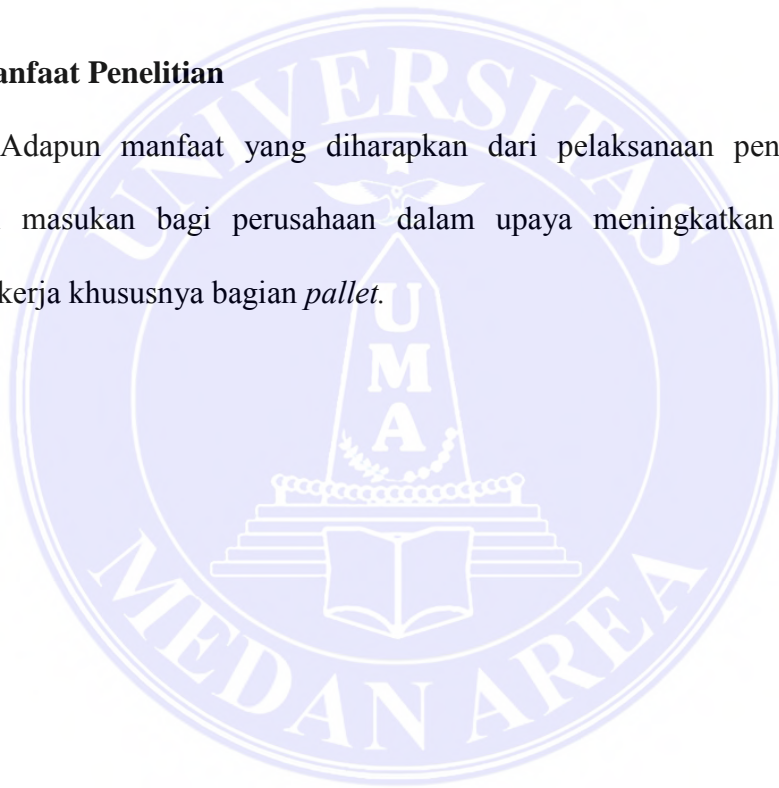 anfaat Penelitian
Adapun manfaat yang diharapkan dari pelaksanaan pen
masukan bagi perusahaan dalam upaya meningkatkan
kerja khususnya bagian pallet.
UNIVERSITAS
U
M
A
MEDAN AREA